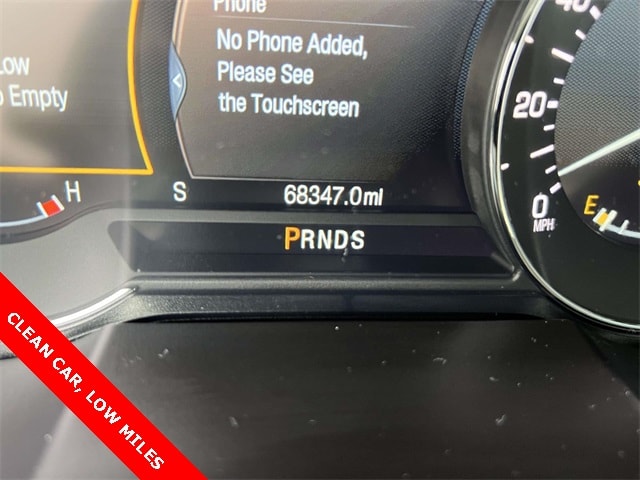 Phone
No Phone Added,
Please See
the Touchscreen
Empty
H
S
68347.0mi
PRNDS
40
20
0
MPH
E
CLEAN CAR, LOW MILES